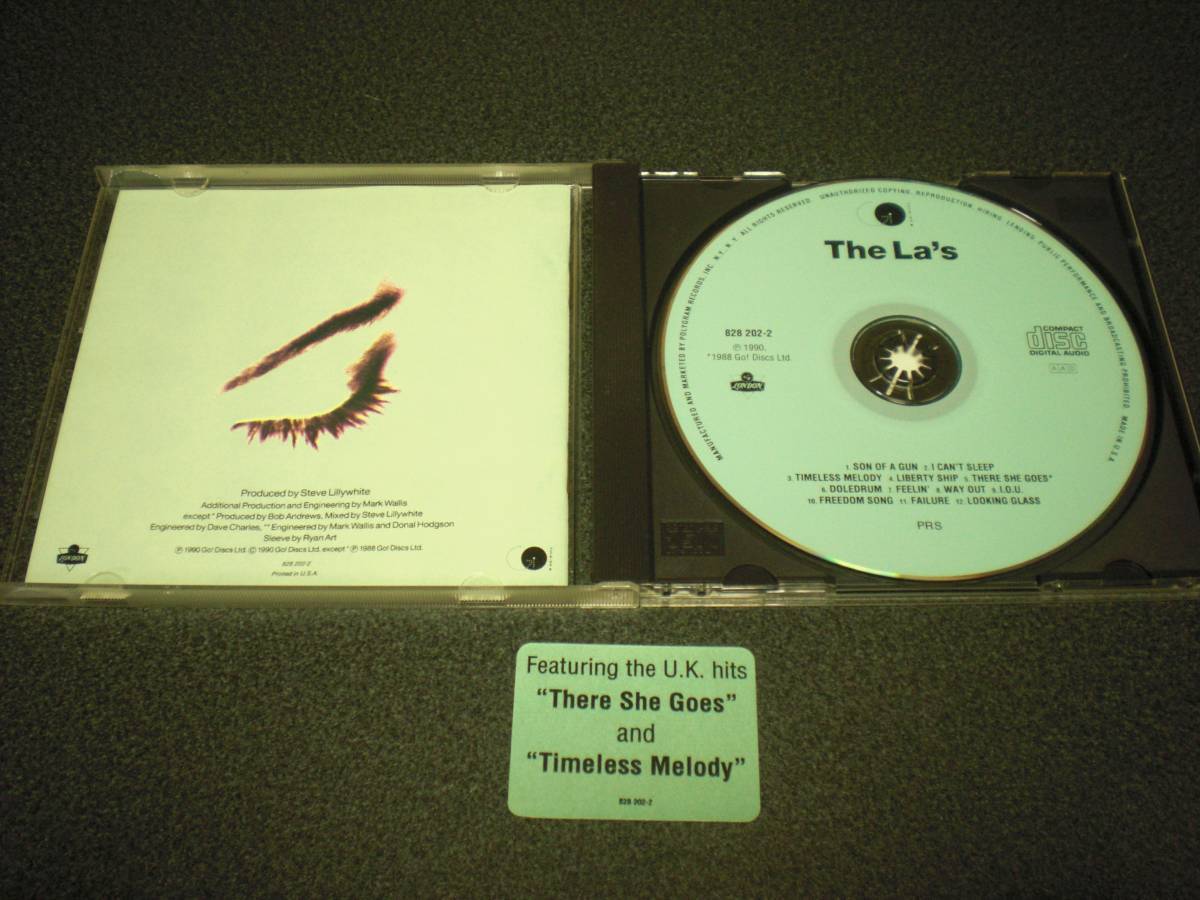 Produced by Steve Lillywhite
Additional Production and Engineering by Mark Wallis
except * Produced by Bob Andrews, Mixed by Steve Lillywhite
Engineered by Dave Charles, ** Engineered by Mark Wallis and Donal Hodgson
Sleeve by Ryan Art
℗ 1990 Go! Discs Ltd. © 1990 Go! Discs Ltd. except * ℗ 1988 Go! Discs Ltd.
828 202-2
Printed in U.S.A.
LONDON
MANUFACTURED AND MARKETED BY POLYGRAM RECORDS, INC. N.Y., N.Y. ALL RIGHTS RESERVED. UNAUTHORIZED COPYING, REPRODUCTION, HIRING, LENDING, PUBLIC PERFORMANCE AND BROADCASTING PROHIBITED. MADE IN U.S.A.
The La's
828 202-2
℗ 1990,
*1988 Go! Discs Ltd.
LONDON
COMPACT
disc
DIGITAL AUDIO
AAD
1. SON OF A GUN 2. I CAN'T SLEEP
3. TIMELESS MELODY 4. LIBERTY SHIP 5. THERE SHE GOES*
6. DOLEDRUM 7. FEELIN' 8. WAY OUT 9. I.O.U.
10. FREEDOM SONG 11. FAILURE 12. LOOKING GLASS
PRS
Featuring the U.K. hits
“There She Goes”
and
“Timeless Melody”
828 202-2